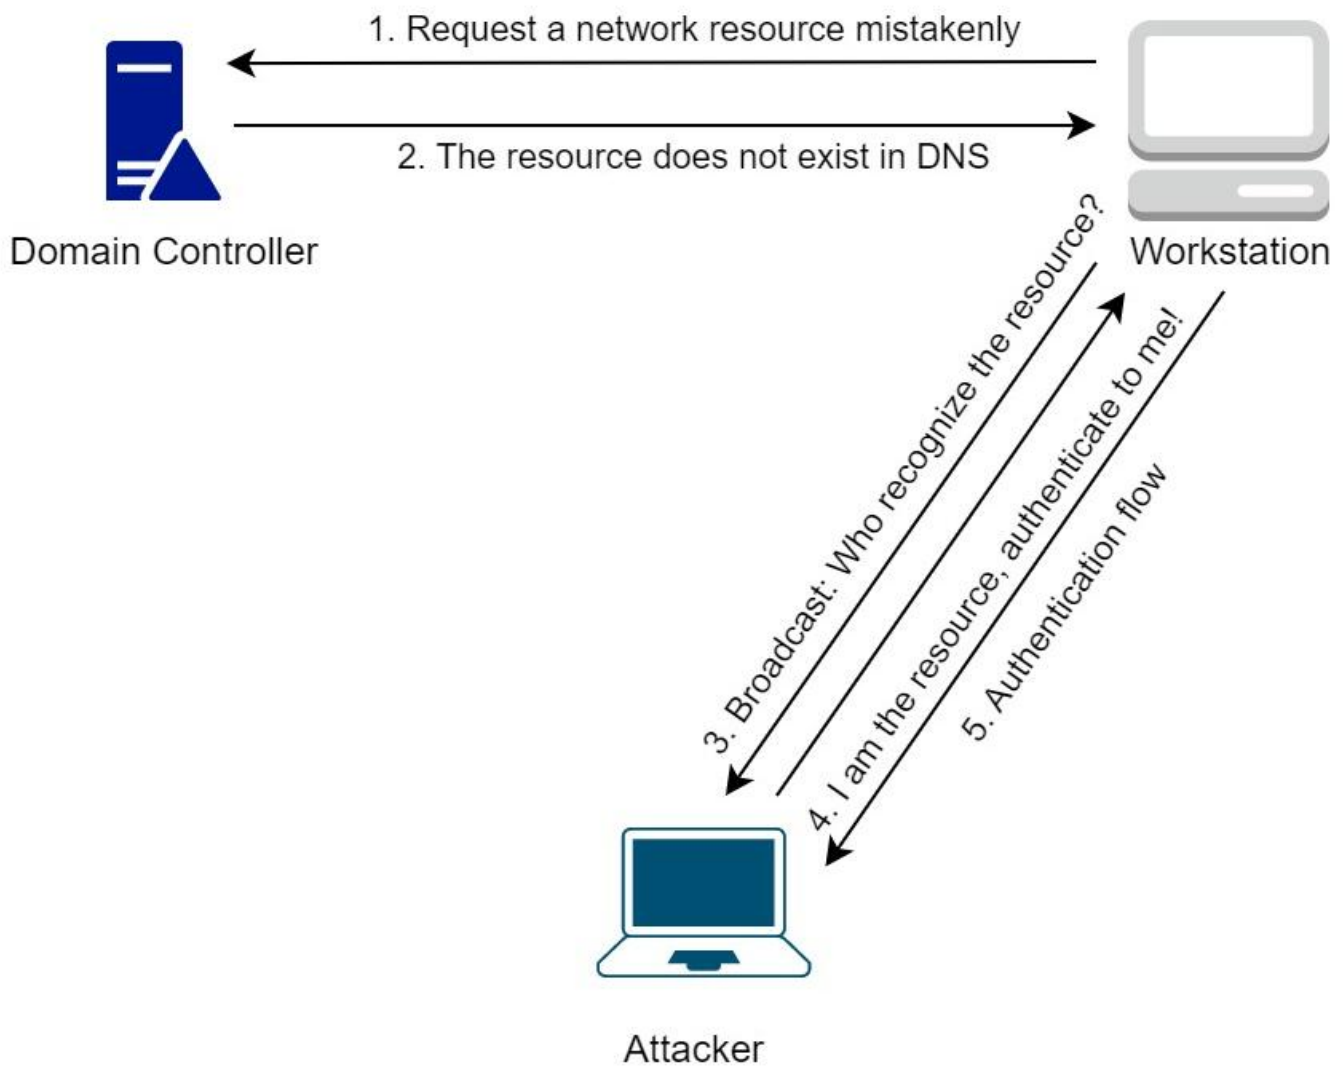 1. Request a network resource mistakenly
2. The resource does not exist in DNS
Domain Controller
Workstation
3. Broadcast: Who recognize the resource?
4. I am the resource, authenticate to me!
5. Authentication flow
Attacker